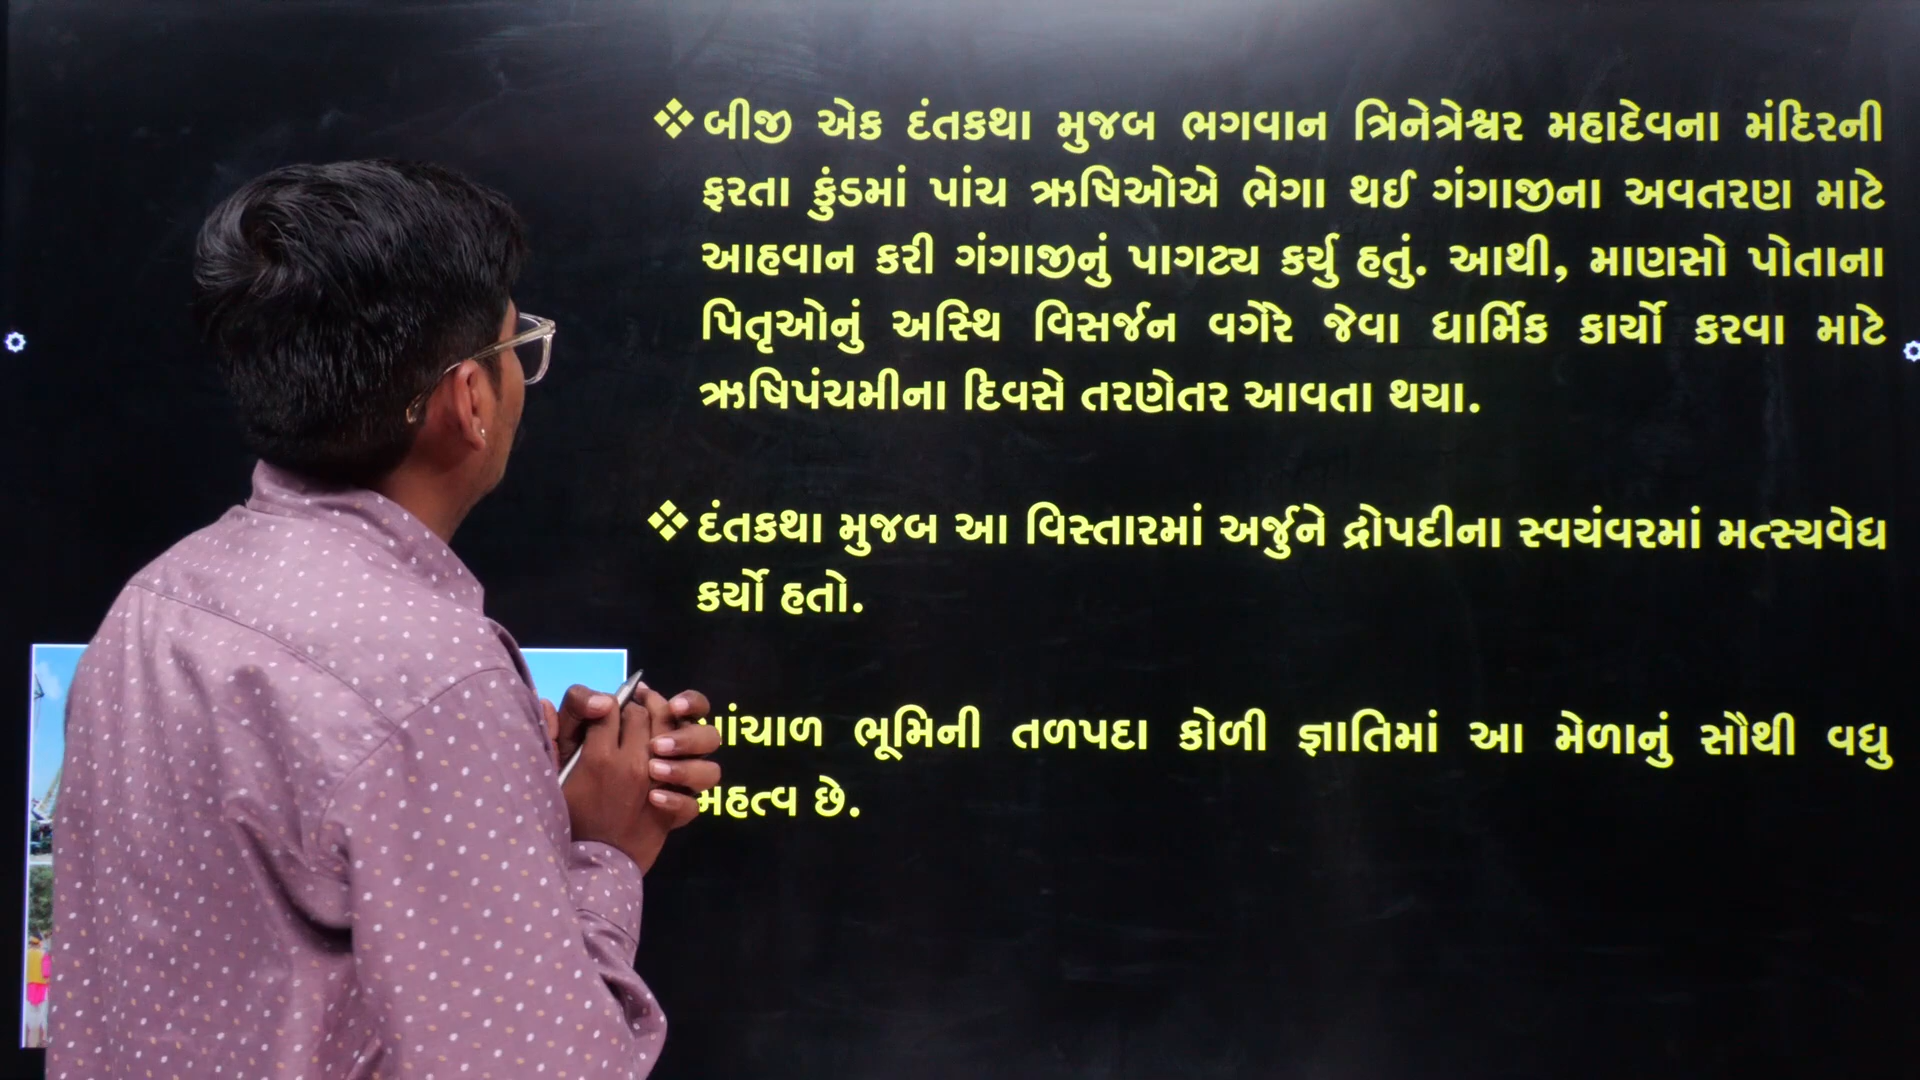 ❖ બીજી એક દંતકથા મુજબ ભગવાન ત્રિનેત્રેશ્વર મહાદેવના મંદિરની
ફરતા કુંડમાં પાંચ ઋષિઓએ ભેગા થઈ ગંગાજીના અવતરણ માટે
આહવાન કરી ગંગાજીનું પાગટ્ય કર્યુ હતું. આથી, માણસો પોતાના
પિતૃઓનું અસ્થિ વિસર્જન વગેરે જેવા ધાર્મિક કાર્યો કરવા માટે
ઋષિપંચમીના દિવસે તરણેતર આવતા થયા.
❖ દંતકથા મુજબ આ વિસ્તારમાં અર્જુને દ્રોપદીના સ્વયંવરમાં મત્સ્યવેધ
કર્યો હતો.
પાંચાળ ભૂમિની તળપદા કોળી જ્ઞાતિમાં આ મેળાનું સૌથી વધુ
મહત્વ છે.